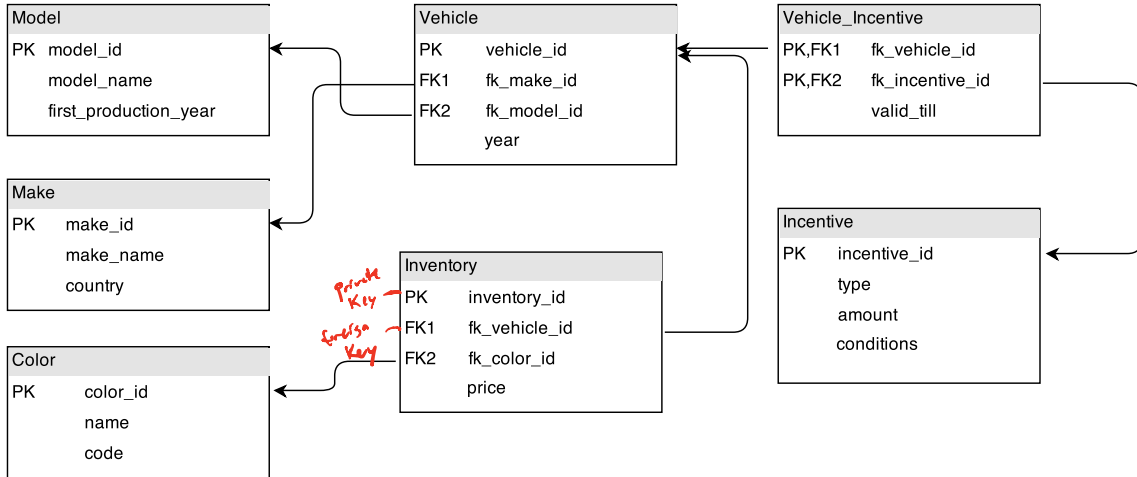 Model
PK model_id
model_name
first_production_year
Vehicle
PK vehicle_id
FK1 fk_make_id
FK2 fk_model_id
year
Vehicle_Incentive
PK,FK1 fk_vehicle_id
PK,FK2 fk_incentive_id
valid_till
Make
PK make_id
make_name
country
Incentive
PK incentive_id
type
amount
conditions
Inventory
Private
Key
PK inventory_id
foreign
Key
FK1 fk_vehicle_id
FK2 fk_color_id
price
Color
PK color_id
name
code